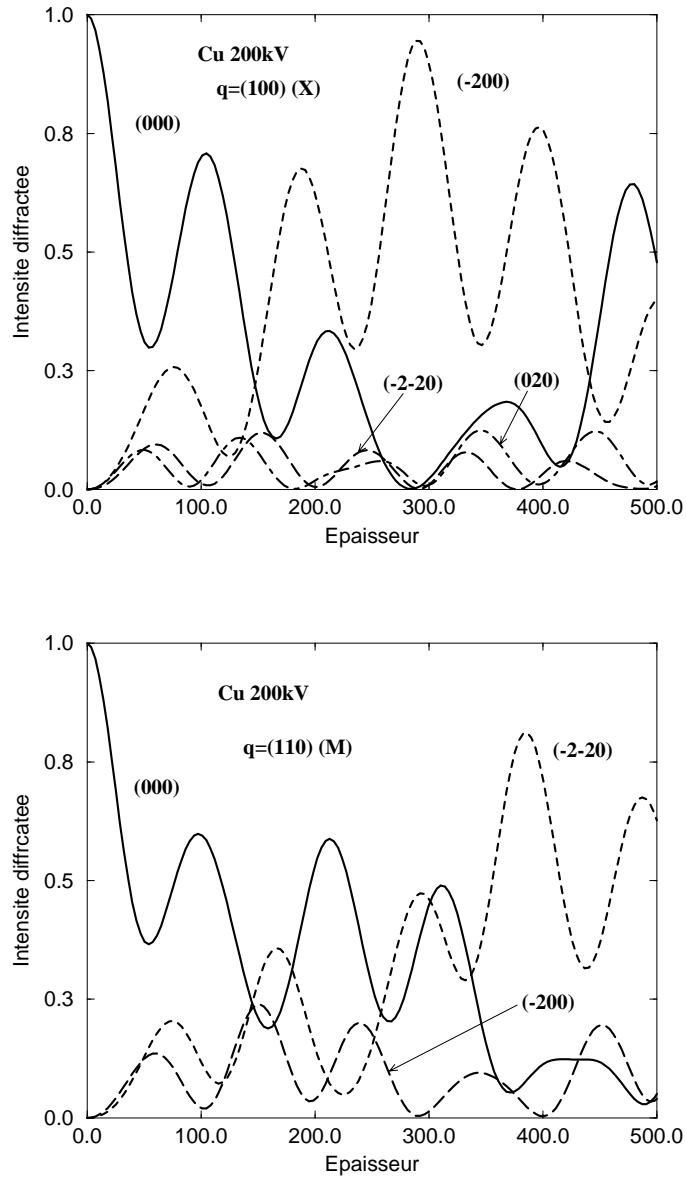 1.0
Cu 200kV
q=(100) (X)
(-200)
(000)
0.8
Intensite diffractee
0.5
0.3
(-2-20)
(020)
0.0
0.0 100.0 200.0 300.0 400.0 500.0
Epaisseur
1.0
Cu 200kV
q=(110) (M)
(-2-20)
(000)
0.8
Intensite diffrcatee
0.5
0.3
(-200)
0.0
0.0 100.0 200.0 300.0 400.0 500.0
Epaisseur